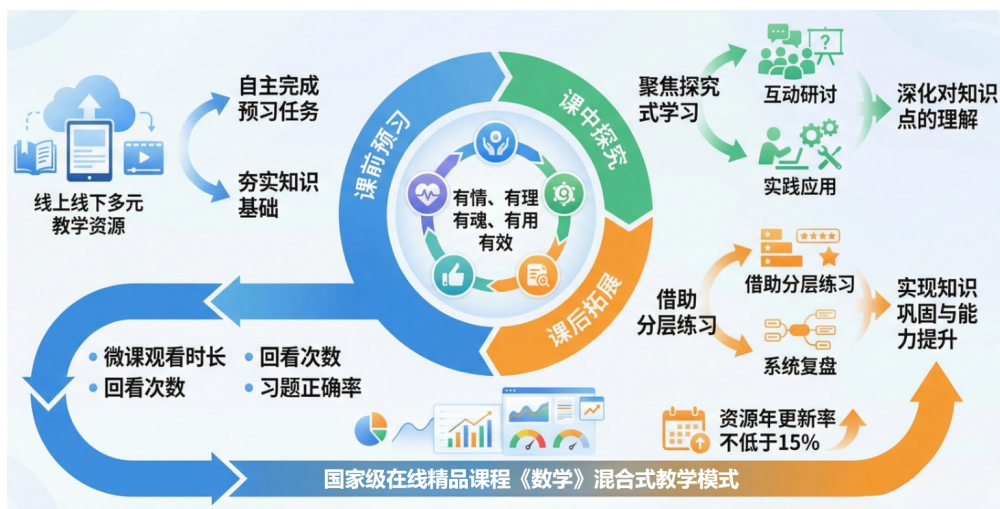 线上线下多元
教学资源
自主完成
预习任务
夯实知识
基础
课前预习
课中探究
课后拓展
有情、有理
有魂、有用
有效
聚焦探究
式学习
互动研讨
?
实践应用
深化对知识
点的理解
借助
分层练习
借助分层练习
系统复盘
实现知识
巩固与能
力提升
微课观看时长
回看次数
回看次数
习题正确率
资源年更新率
不低于15%
国家级在线精品课程《数学》混合式教学模式